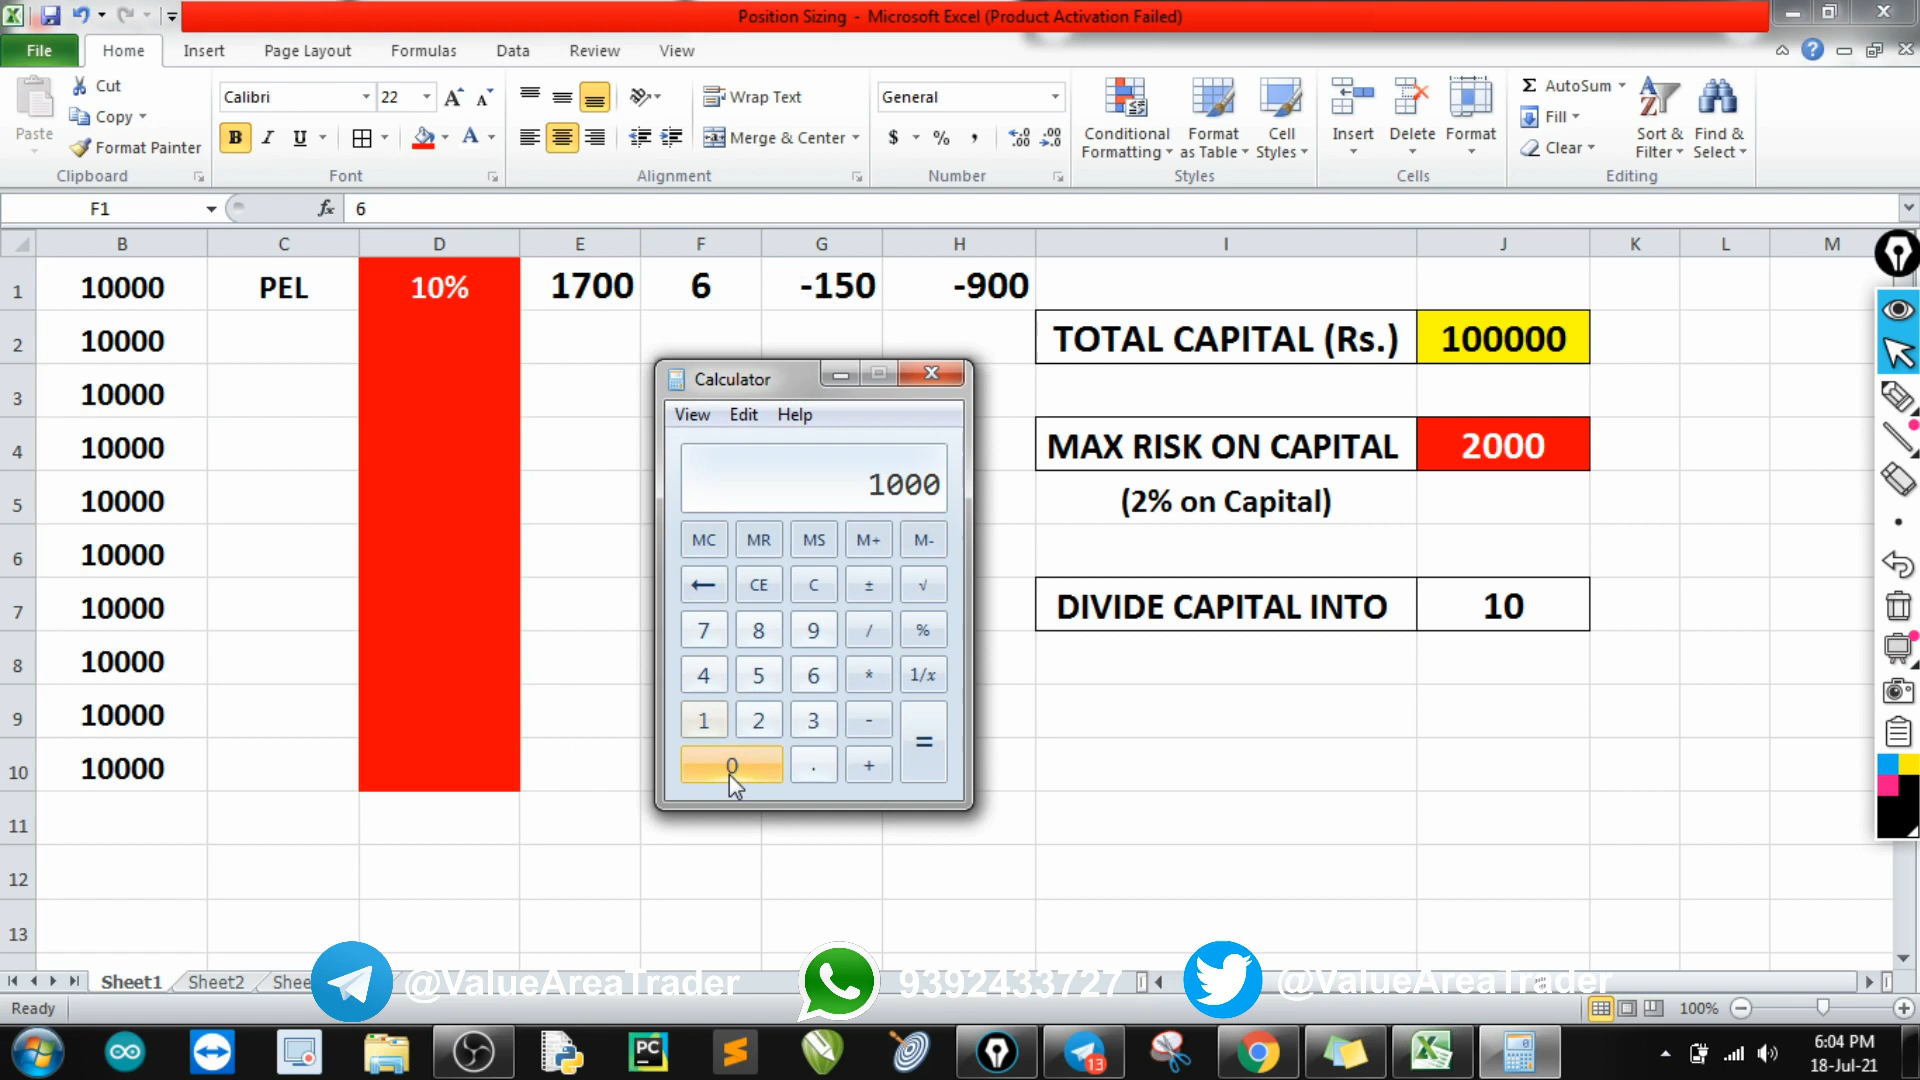 Position Sizing - Microsoft Excel (Product Activation Failed)
File Home Insert Page Layout Formulas Data Review View
Paste
Cut
Copy
Format Painter
Clipboard
Calibri 22
B I U
Font
Wrap Text
Merge & Center
Alignment
General
$ % ,
Number
Conditional Formatting
Format as Table
Cell Styles
Styles
Insert Delete Format
Cells
Σ AutoSum
Fill
Clear
Sort & Filter
Find & Select
Editing
F1 fx 6
B C D E F G H I J K L M
1 10000 PEL 10% 1700 6 -150 -900
2 10000 TOTAL CAPITAL (Rs.) 100000
3 10000
4 10000 MAX RISK ON CAPITAL 2000
5 10000 (2% on Capital)
6 10000
7 10000 DIVIDE CAPITAL INTO 10
8 10000
9 10000
10 10000
11
12
13
Calculator
View Edit Help
1000
MC MR MS M+ M-
← CE C ± √
7 8 9 / %
4 5 6 * 1/x
1 2 3 - =
0 . +
Sheet1 Sheet2 Shee
@ValueAreaTrader 9392433727 @ValueAreaTrader
Ready 100%
PC
13
6:04 PM
18-Jul-21